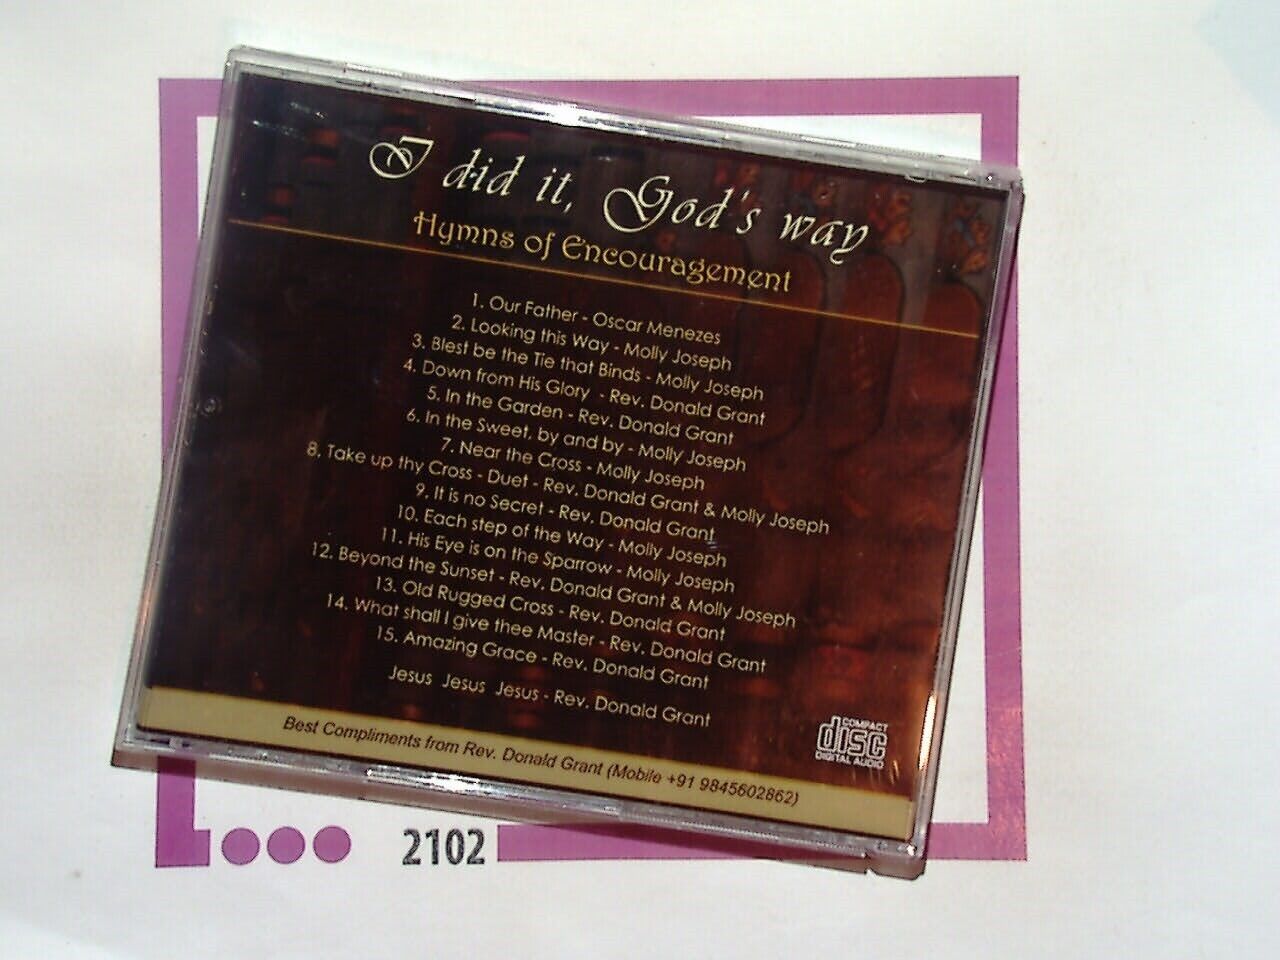 I did it, God's way
Hymns of Encouragement
1. Our Father - Oscar Menezes
2. Looking this Way - Molly Joseph
3. Blest be the Tie that Binds - Molly Joseph
4. Down from His Glory - Rev. Donald Grant
5. In the Garden - Rev. Donald Grant
6. In the Sweet, by and by - Molly Joseph
7. Near the Cross - Molly Joseph
8. Take up thy Cross - Duet - Rev. Donald Grant & Molly Joseph
9. It is no Secret - Rev. Donald Grant
10. Each step of the Way - Molly Joseph
11. His Eye is on the Sparrow - Molly Joseph
12. Beyond the Sunset - Rev. Donald Grant & Molly Joseph
13. Old Rugged Cross - Rev. Donald Grant
14. What shall I give thee Master - Rev. Donald Grant
15. Amazing Grace - Rev. Donald Grant
Jesus Jesus Jesus - Rev. Donald Grant
COMPACT
disc
DIGITAL AUDIO
Best Compliments from Rev. Donald Grant (Mobile +91 9845602862)
2102